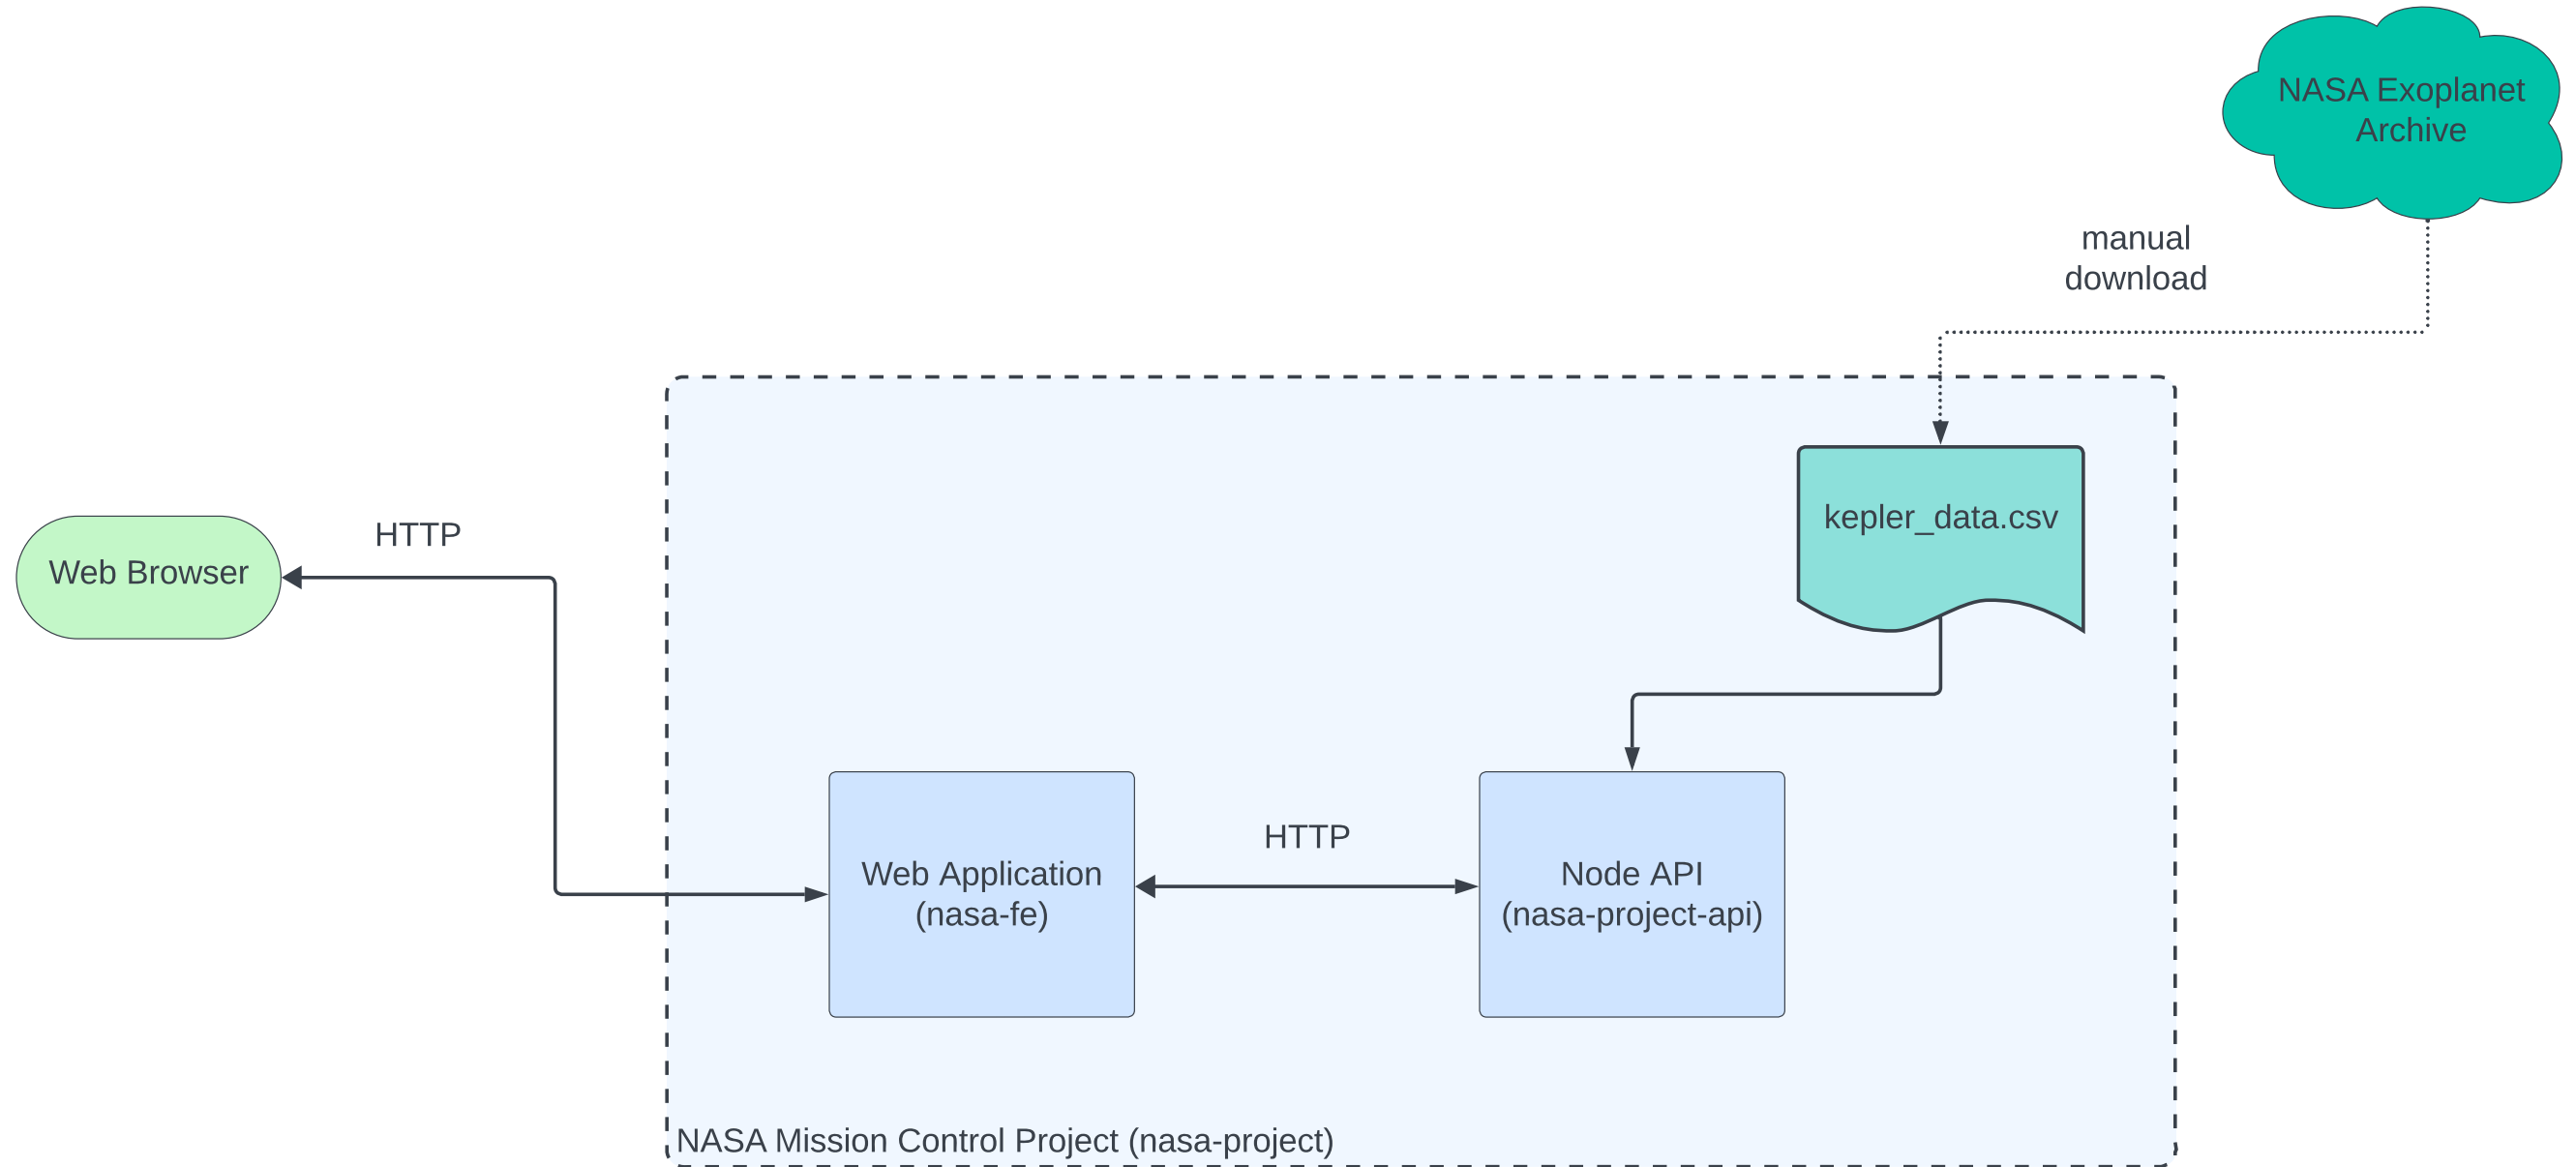 NASA Exoplanet
Archive
manual
download
kepler_data.csv
HTTP
Web Browser
HTTP
Web Application
(nasa-fe)
Node API
(nasa-project-api)
NASA Mission Control Project (nasa-project)